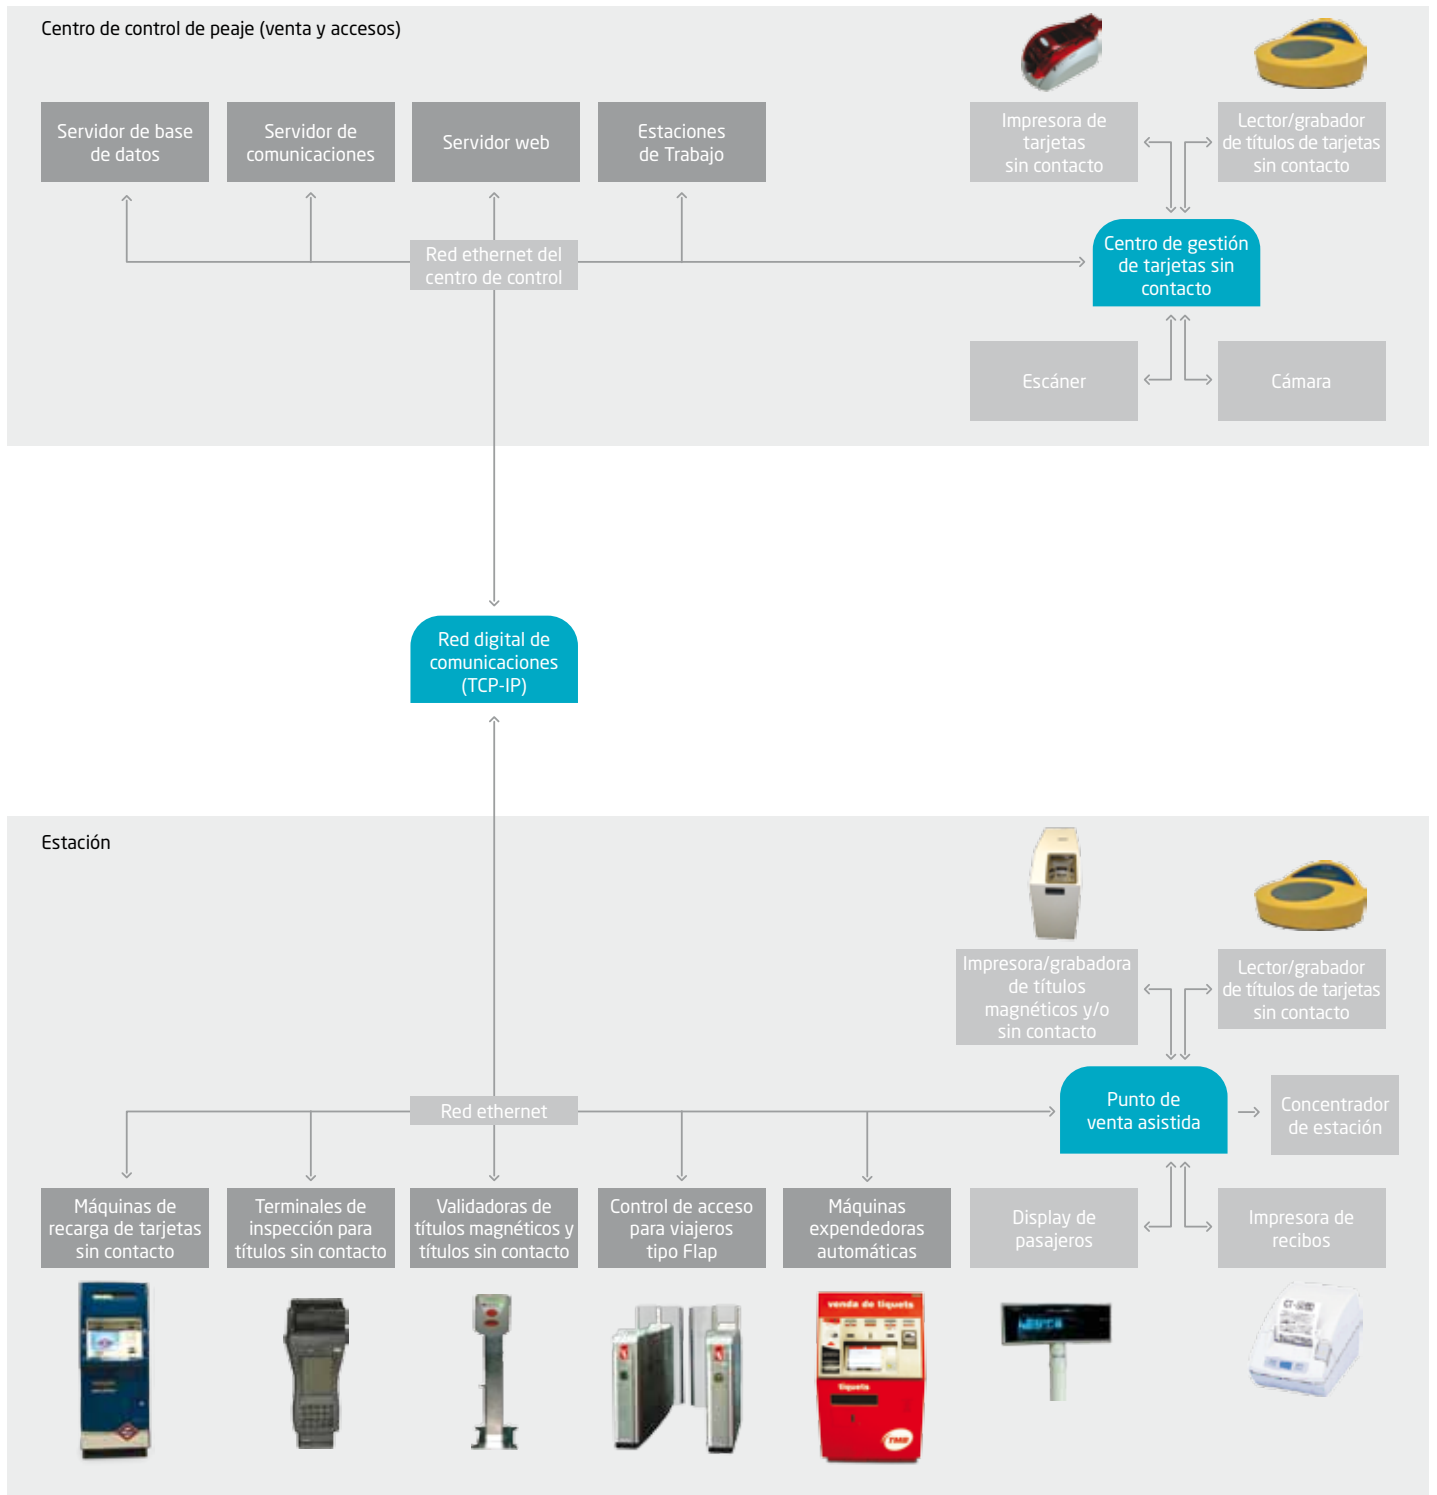 Centro de control de peaje (venta y accesos)
Servidor de base
de datos
Servidor de
comunicaciones
Servidor web
Estaciones
de Trabajo
Impresora de
tarjetas
sin contacto
Lector/grabador
de títulos de tarjetas
sin contacto
Red ethernet del
centro de control
Centro de gestión
de tarjetas sin
contacto
Escáner
Cámara
Red digital de
comunicaciones
(TCP-IP)
Estación
Impresora/grabadora
de títulos
magnéticos y/o
sin contacto
Lector/grabador
de títulos de tarjetas
sin contacto
Red ethernet
Punto de
venta asistida
Concentrador
de estación
Máquinas de
recarga de tarjetas
sin contacto
Terminales de
inspección para
títulos sin contacto
Validadoras de
títulos magnéticos y
títulos sin contacto
Control de acceso
para viajeros
tipo Flap
Máquinas
expendedoras
automáticas
Display de
pasajeros
Impresora de
recibos
venda de tíquets
tíquets
TMB